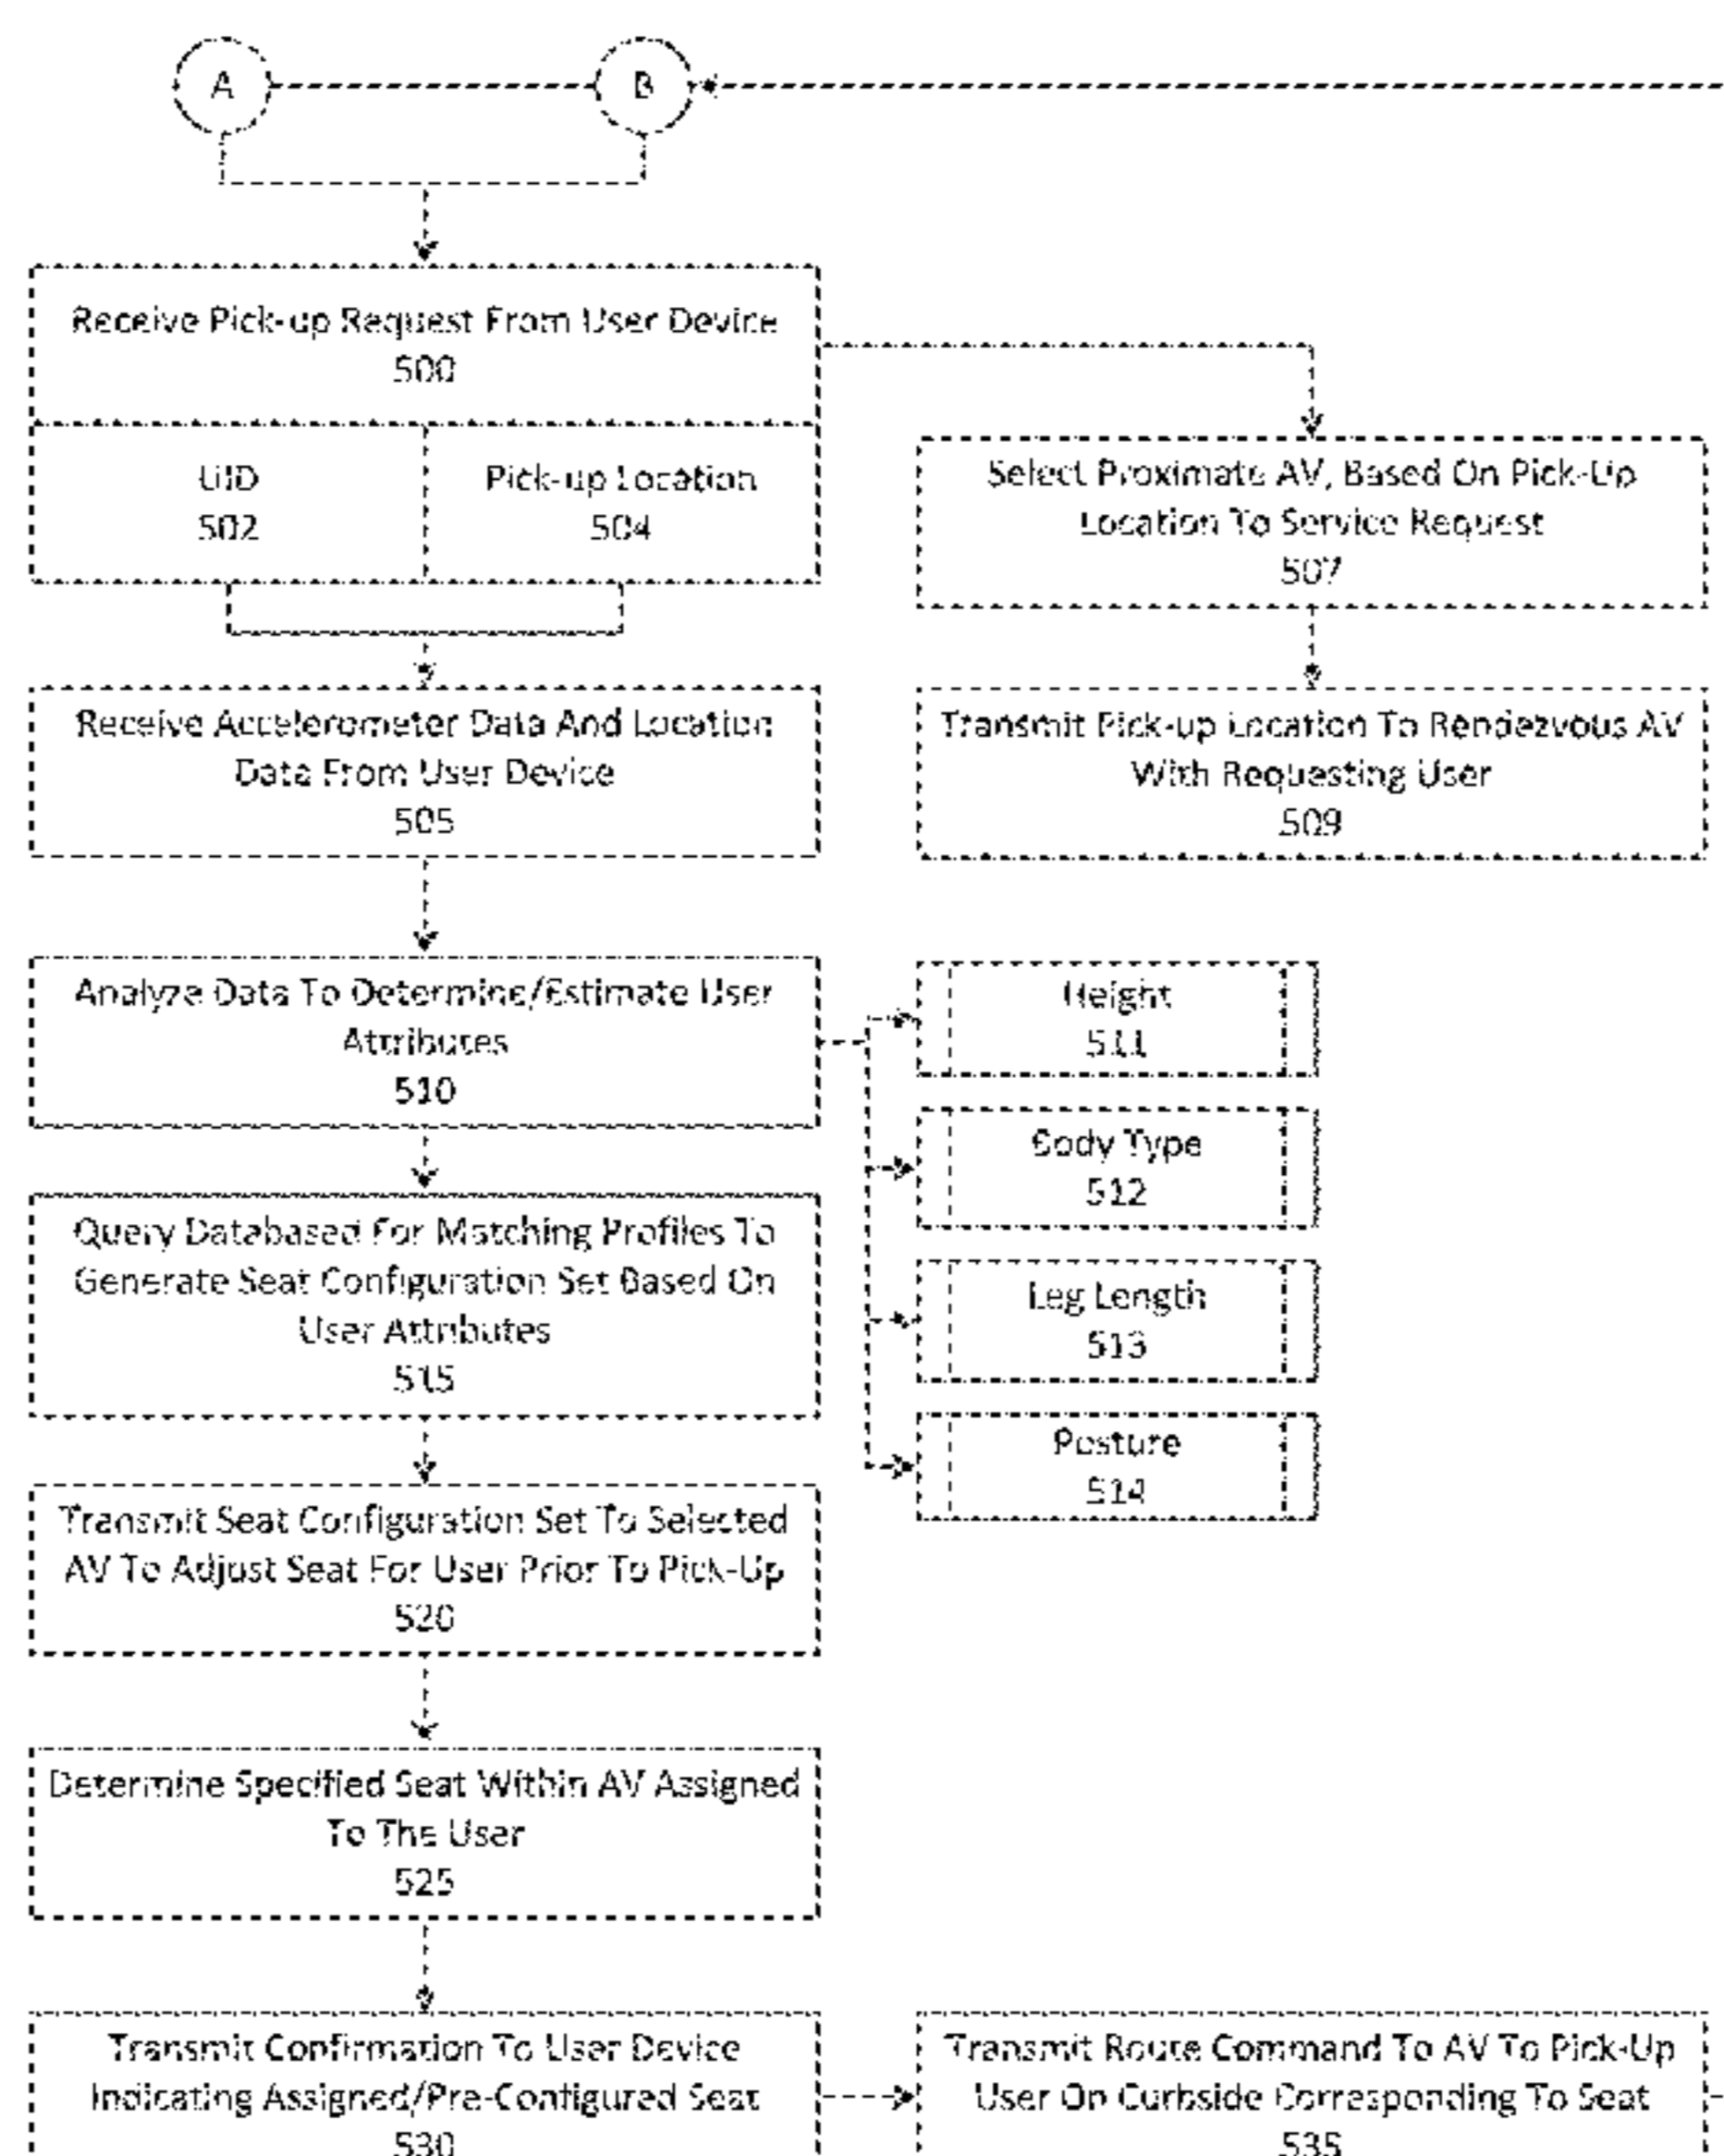 A
B
Receive Pick-up Request From User Device
500
UID
502
Pick-up Location
504
Select Proximate AV, Based On Pick-Up
Location To Service Request
507
Receive Accelerometer Data And Location
Data From User Device
505
Transmit Pick-up Location To Rendezvous AV
With Requesting User
509
Analyze Data To Determine/Estimate User
Attributes
510
Height
511
Body Type
512
Leg Length
513
Posture
514
Query Databased For Matching Profiles To
Generate Seat Configuration Set Based On
User Attributes
515
Transmit Seat Configuration Set To Selected
AV To Adjust Seat For User Prior To Pick-Up
520
Determine Specified Seat Within AV Assigned
To The User
525
Transmit Confirmation To User Device
Indicating Assigned/Pre-Configured Seat
530
Transmit Route Command To AV To Pick-Up
User On Curbside Corresponding To Seat
535